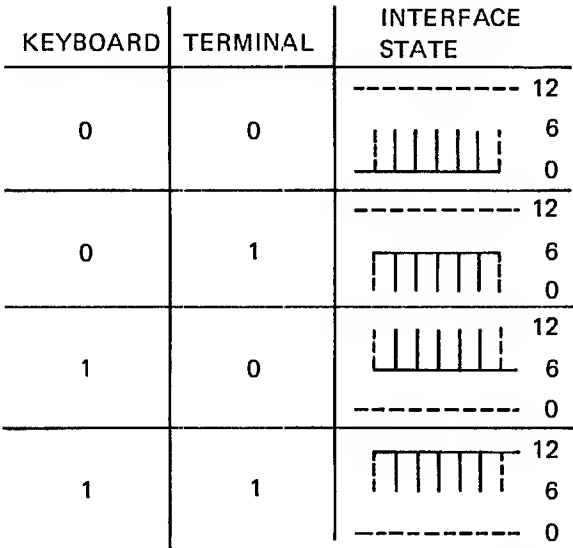 KEYBOARD TERMINAL INTERFACE STATE
0 0 12 6 0
0 1 12 6 0
1 0 12 6 0
1 1 12 6 0